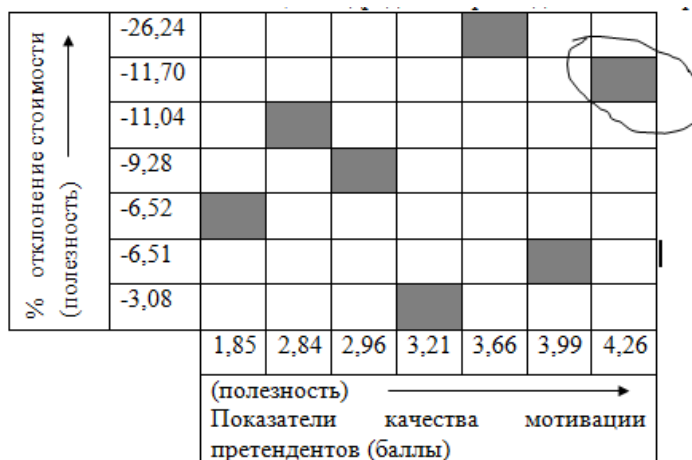 % отклонение стоимости
(полезность)
-26,24
-11,70
-11,04
-9,28
-6,52
-6,51
-3,08
1,85 2,84 2,96 3,21 3,66 3,99 4,26
(полезность)
Показатели качества мотивации
претендентов (баллы)